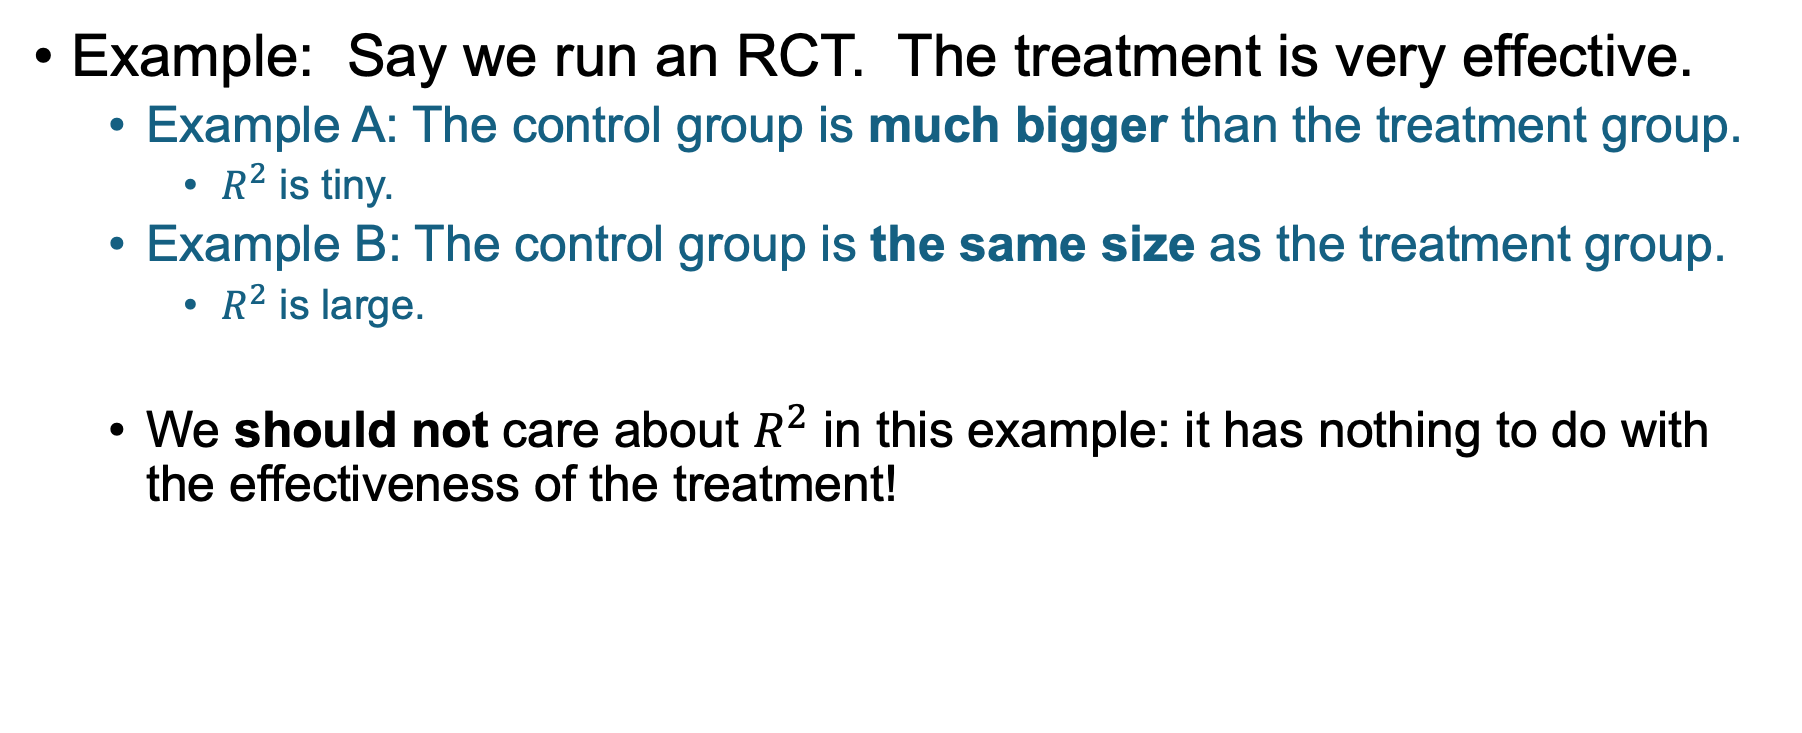 • Example:  Say we run an RCT.  The treatment is very effective.
• Example A: The control group is much bigger than the treatment group.
• R² is tiny.
• Example B: The control group is the same size as the treatment group.
• R² is large.
• We should not care about R² in this example: it has nothing to do with
the effectiveness of the treatment!